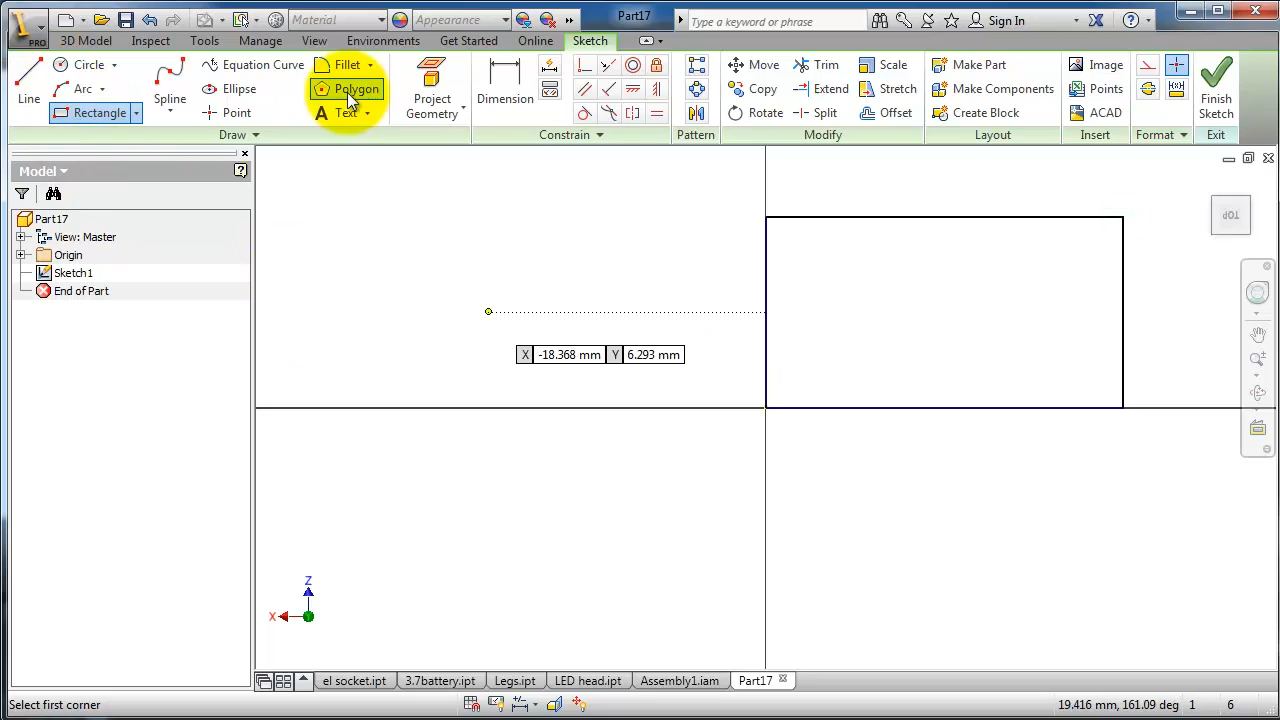 Material
Appearance
Part17
Type a keyword or phrase
Sign In
PRO
3D Model
Inspect
Tools
Manage
View
Environments
Get Started
Online
Sketch
Line
Circle
Arc
Rectangle
Spline
Equation Curve
Ellipse
Point
Fillet
Polygon
A Text
Project Geometry
Dimension
Move
Copy
Rotate
Trim
Extend
Split
Scale
Stretch
Offset
Make Part
Make Components
Create Block
Image
Points
ACAD
Finish Sketch
Draw
Constrain
Pattern
Modify
Layout
Insert
Format
Exit
Model
Part17
View: Master
Origin
Sketch1
End of Part
TOP
X -18.368 mm Y 6.293 mm
Z
X
el socket.ipt
3.7battery.ipt
Legs.ipt
LED head.ipt
Assembly1.iam
Part17
Select first corner
19.416 mm, 161.09 deg
1
6